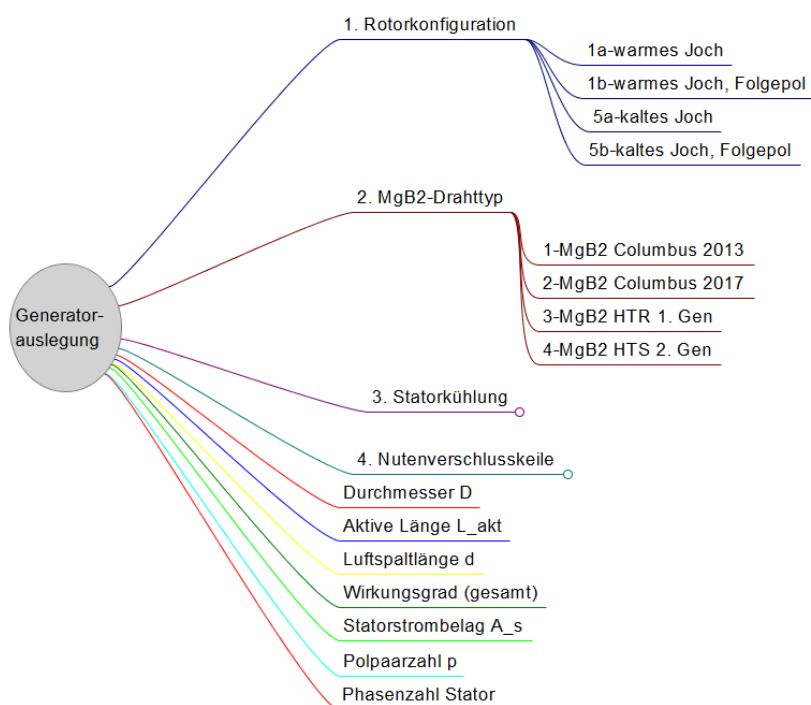 1. Rotorkonfiguration
1a-warmes Joch
1b-warmes Joch, Folgepol
5a-kaltes Joch
5b-kaltes Joch, Folgepol
2. MgB2-Drahttyp
1-MgB2 Columbus 2013
2-MgB2 Columbus 2017
3-MgB2 HTR 1. Gen
4-MgB2 HTS 2. Gen
Generator-
auslegung
3. Statorkühlung
4. Nutenverschlusskeile
Durchmesser D
Aktive Länge L_akt
Luftspaltlänge d
Wirkungsgrad (gesamt)
Statorstrombelag A_s
Polpaarzahl p
Phasenzahl Stator